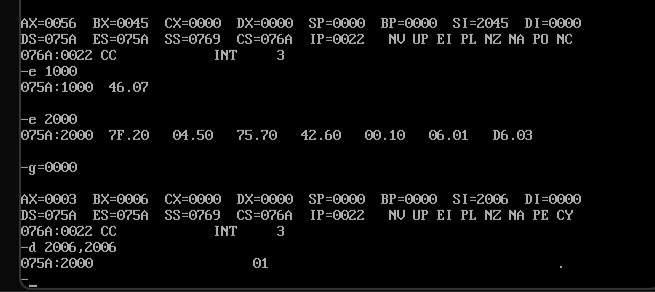 AX=0056 BX=0045 CX=0000 DX=0000 SP=0000 BP=0000 SI=2045 DI=0000
DS=075A ES=075A SS=0769 CS=076A IP=0022 NV UP EI PL NZ NA PO NC
076A:0022 CC INT 3
-e 1000
075A:1000 46.07
-e 2000
075A:2000 7F.20 04.50 75.70 42.60 00.10 06.01 D6.03
-g=0000
AX=0003 BX=0006 CX=0000 DX=0000 SP=0000 BP=0000 SI=2006 DI=0000
DS=075A ES=075A SS=0769 CS=076A IP=0022 NV UP EI PL NZ NA PE CY
076A:0022 CC INT 3
-d 2006,2006
075A:2000 01 .
-_